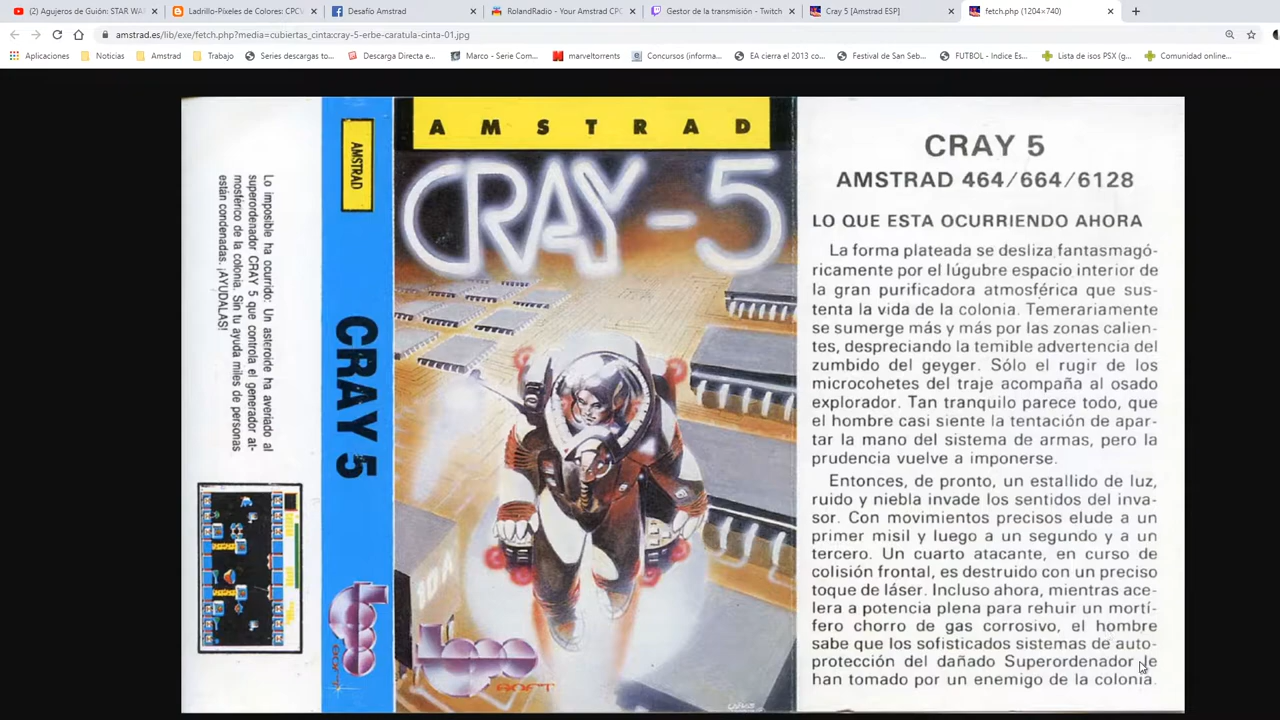 (2) Agujeros de Guión: STAR WA
Ladrillo-Píxeles de Colores: CPCV
Desafío Amstrad
RolandRadio - Your Amstrad CPC
Gestor de la transmisión - Twitch
Cray 5 [Amstrad ESP]
fetch.php (1204×740)
amstrad.es/lib/exe/fetch.php?media=cubiertas_cinta:cray-5-erbe-caratula-cinta-01.jpg
Aplicaciones
Noticias
Amstrad
Trabajo
Series descargas to...
Descarga Directa e...
Marco - Serie Com...
marveltorrents
Concursos (informa...
EA cierra el 2013 co...
Festival de San Seb...
FUTBOL - Indice Es...
Lista de isos PSX (g...
Comunidad online...
Lo imposible ha ocurrido: Un asteroide ha averiado al
superordenador CRAY 5 que controla el generador at-
mosférico de la colonia. Sin tu ayuda miles de personas
están condenadas. ¡AYUDALAS!
AMSTRAD
CRAY 5
topo
soft
AMSTRAD
CRAY-5
topo
SOFT
CRAY 5
AMSTRAD 464/664/6128
LO QUE ESTA OCURRIENDO AHORA
La forma plateada se desliza fantasmagó-
ricamente por el lúgubre espacio interior de
la gran purificadora atmosférica que sus-
tenta la vida de la colonia. Temerariamente
se sumerge más y más por las zonas calien-
tes, despreciando la temible advertencia del
zumbido del geyger. Sólo el rugir de los
microcohetes del traje acompaña al osado
explorador. Tan tranquilo parece todo, que
el hombre casi siente la tentación de apar-
tar la mano del sistema de armas, pero la
prudencia vuelve a imponerse.
Entonces, de pronto, un estallido de luz,
ruido y niebla invade los sentidos del inva-
sor. Con movimientos precisos elude a un
primer misil y luego a un segundo y a un
tercero. Un cuarto atacante, en curso de
colisión frontal, es destruido con un preciso
toque de láser. Incluso ahora, mientras ace-
lera a potencia plena para rehuir un mortí-
fero chorro de gas corrosivo, el hombre
sabe que los sofisticados sistemas de auto-
protección del dañado Superordenador le
han tomado por un enemigo de la colonia.